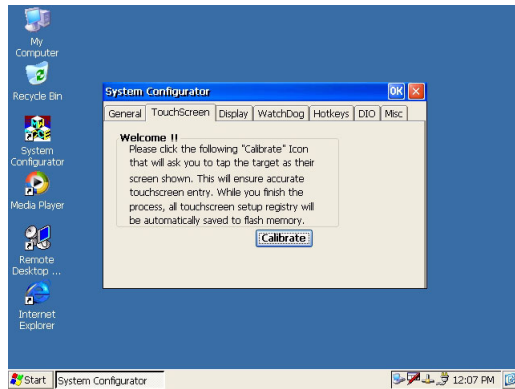 My
Computer
Recycle Bin
System
Configurator
Media Player
Remote
Desktop ...
Internet
Explorer
System Configurator
OK
General TouchScreen Display WatchDog Hotkeys DIO Misc
Welcome !!
Please click the following "Calibrate" Icon
that will ask you to tap the target as their
screen shown. This will ensure accurate
touchscreen entry. While you finish the
process, all touchscreen setup registry will
be automatically saved to flash memory.
Calibrate
Start System Configurator 12:07 PM